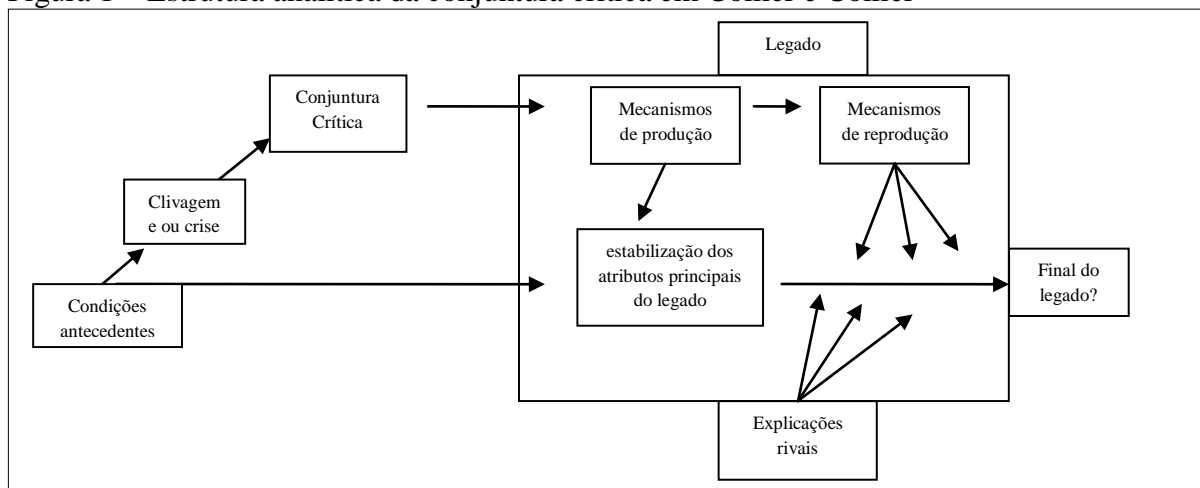 Figura 1 – Estrutura analítica da conjuntura crítica em Collier e Collier
Legado
Conjuntura
Crítica
Mecanismos
de produção
Mecanismos
de reprodução
Clivagem
e ou crise
estabilização dos
atributos principais
do legado
Condições
antecedentes
Final do
legado?
Explicações
rivais